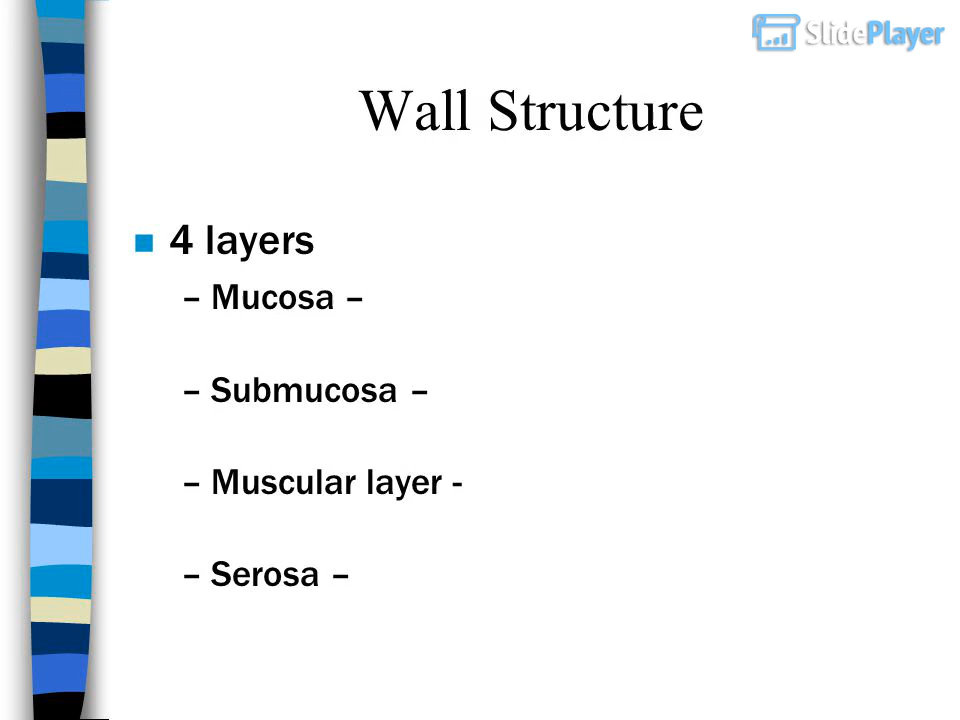 SlidePlayer
Wall Structure
■ 4 layers
– Mucosa –
– Submucosa –
– Muscular layer -
– Serosa –